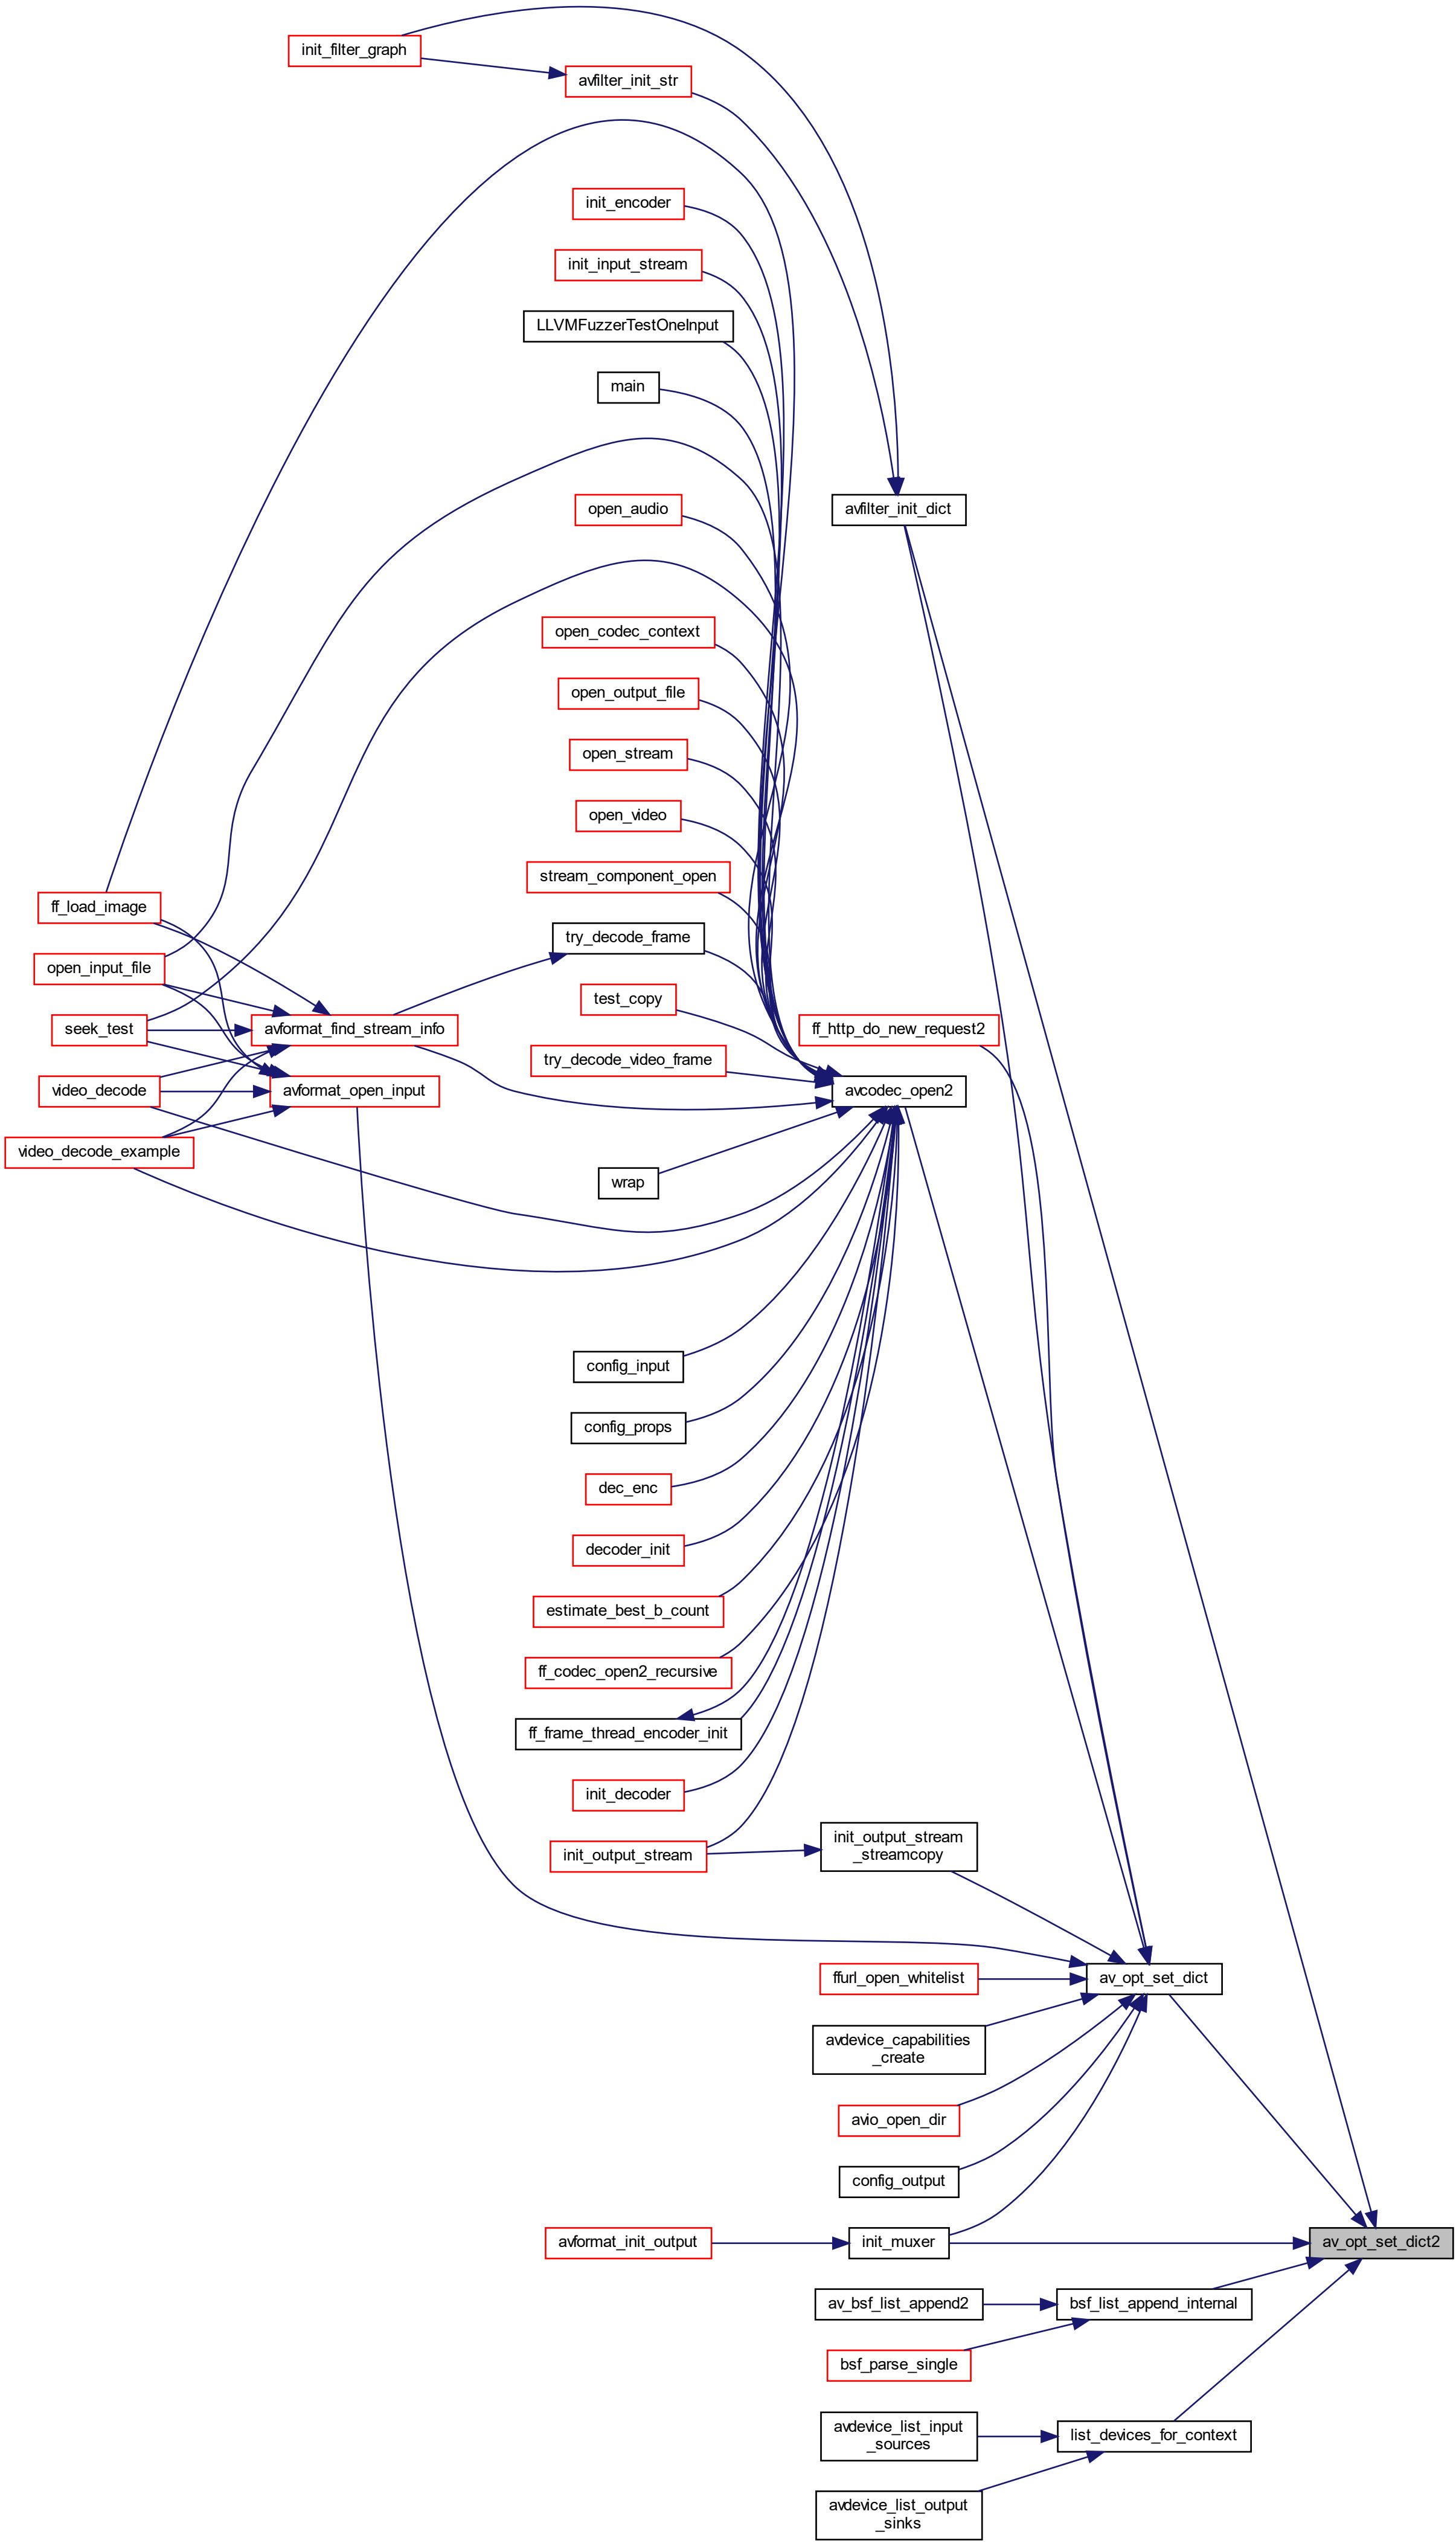 init_filter_graph
avfilter_init_str
init_encoder
init_input_stream
LLVMFuzzerTestOneInput
main
open_audio
avfilter_init_dict
open_codec_context
open_output_file
open_stream
open_video
stream_component_open
ff_load_image
try_decode_frame
open_input_file
test_copy
seek_test
avformat_find_stream_info
ff_http_do_new_request2
try_decode_video_frame
video_decode
avformat_open_input
avcodec_open2
video_decode_example
wrap
config_input
config_props
dec_enc
decoder_init
estimate_best_b_count
ff_codec_open2_recursive
ff_frame_thread_encoder_init
init_decoder
init_output_stream
init_output_stream
_streamcopy
ffurl_open_whitelist
av_opt_set_dict
avdevice_capabilities
_create
avio_open_dir
config_output
avformat_init_output
init_muxer
av_opt_set_dict2
av_bsf_list_append2
bsf_list_append_internal
bsf_parse_single
avdevice_list_input
_sources
list_devices_for_context
avdevice_list_output
_sinks